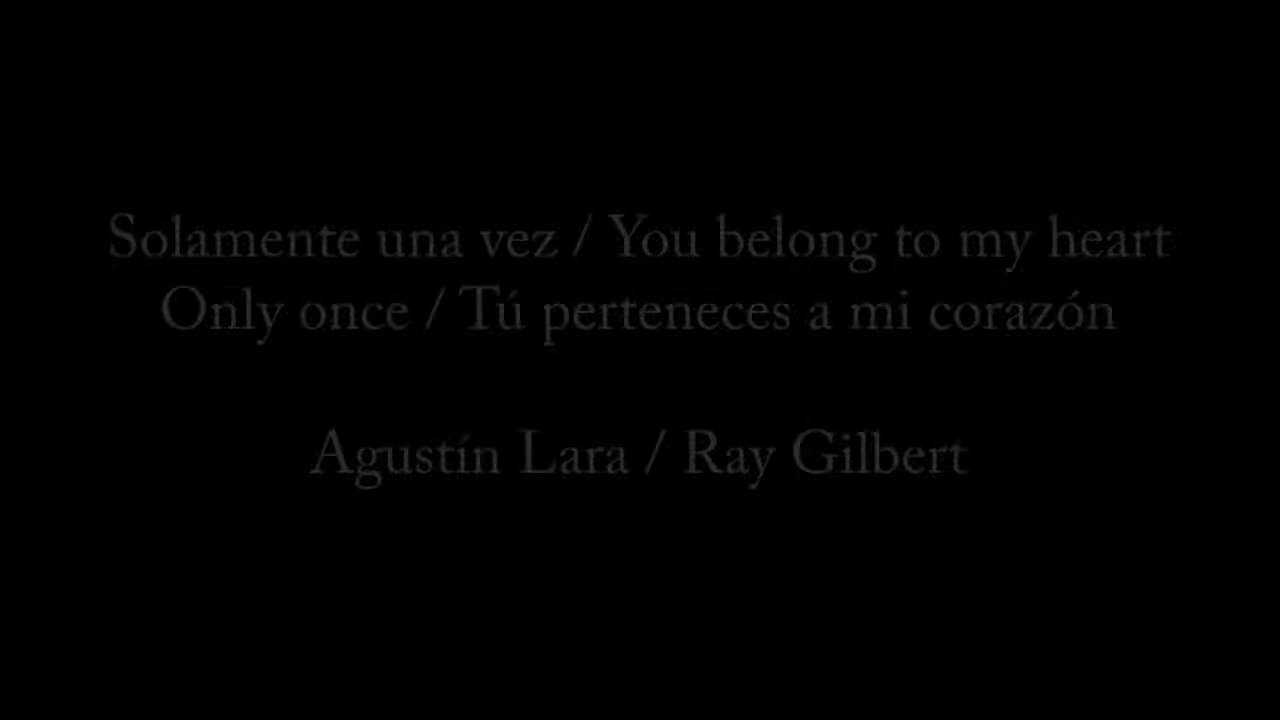 Solamente una vez / You belong to my heart
Only once / Tú perteneces a mi corazón
Agustín Lara / Ray Gilbert